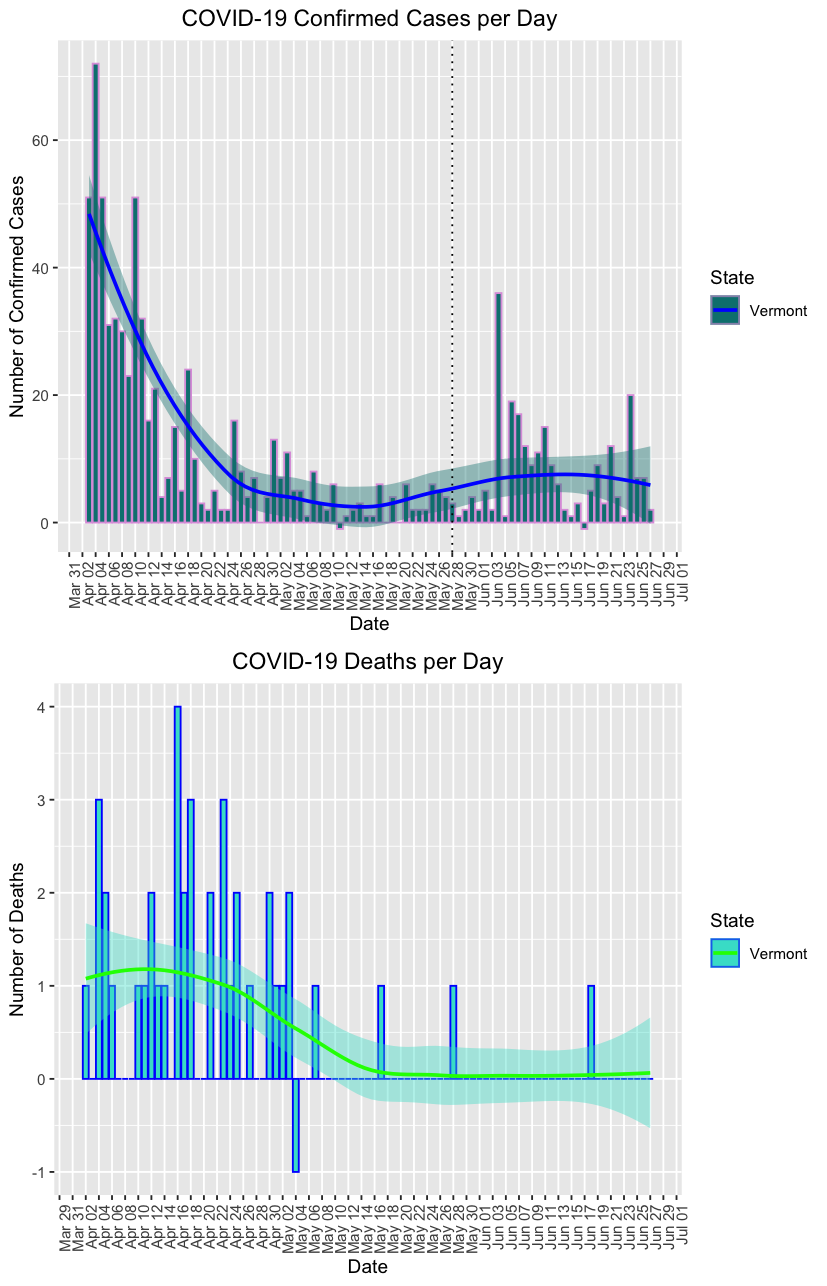 COVID-19 Confirmed Cases per Day
Number of Confirmed Cases
60
40
20
0
Mar 31
Apr 02
Apr 04
Apr 06
Apr 08
Apr 10
Apr 12
Apr 14
Apr 16
Apr 18
Apr 20
Apr 22
Apr 24
Apr 26
Apr 28
Apr 30
May 02
May 04
May 06
May 08
May 10
May 12
May 14
May 16
May 18
May 20
May 22
May 24
May 26
May 28
May 30
Jun 01
Jun 03
Jun 05
Jun 07
Jun 09
Jun 11
Jun 13
Jun 15
Jun 17
Jun 19
Jun 21
Jun 23
Jun 25
Jun 27
Jun 29
Jul 01
Date
State
Vermont
COVID-19 Deaths per Day
Number of Deaths
4
3
2
1
0
-1
Mar 29
Mar 31
Apr 02
Apr 04
Apr 06
Apr 08
Apr 10
Apr 12
Apr 14
Apr 16
Apr 18
Apr 20
Apr 22
Apr 24
Apr 26
Apr 28
Apr 30
May 02
May 04
May 06
May 08
May 10
May 12
May 14
May 16
May 18
May 20
May 22
May 24
May 26
May 28
May 30
Jun 01
Jun 03
Jun 05
Jun 07
Jun 09
Jun 11
Jun 13
Jun 15
Jun 17
Jun 19
Jun 21
Jun 23
Jun 25
Jun 27
Jun 29
Jul 01
Date
State
Vermont